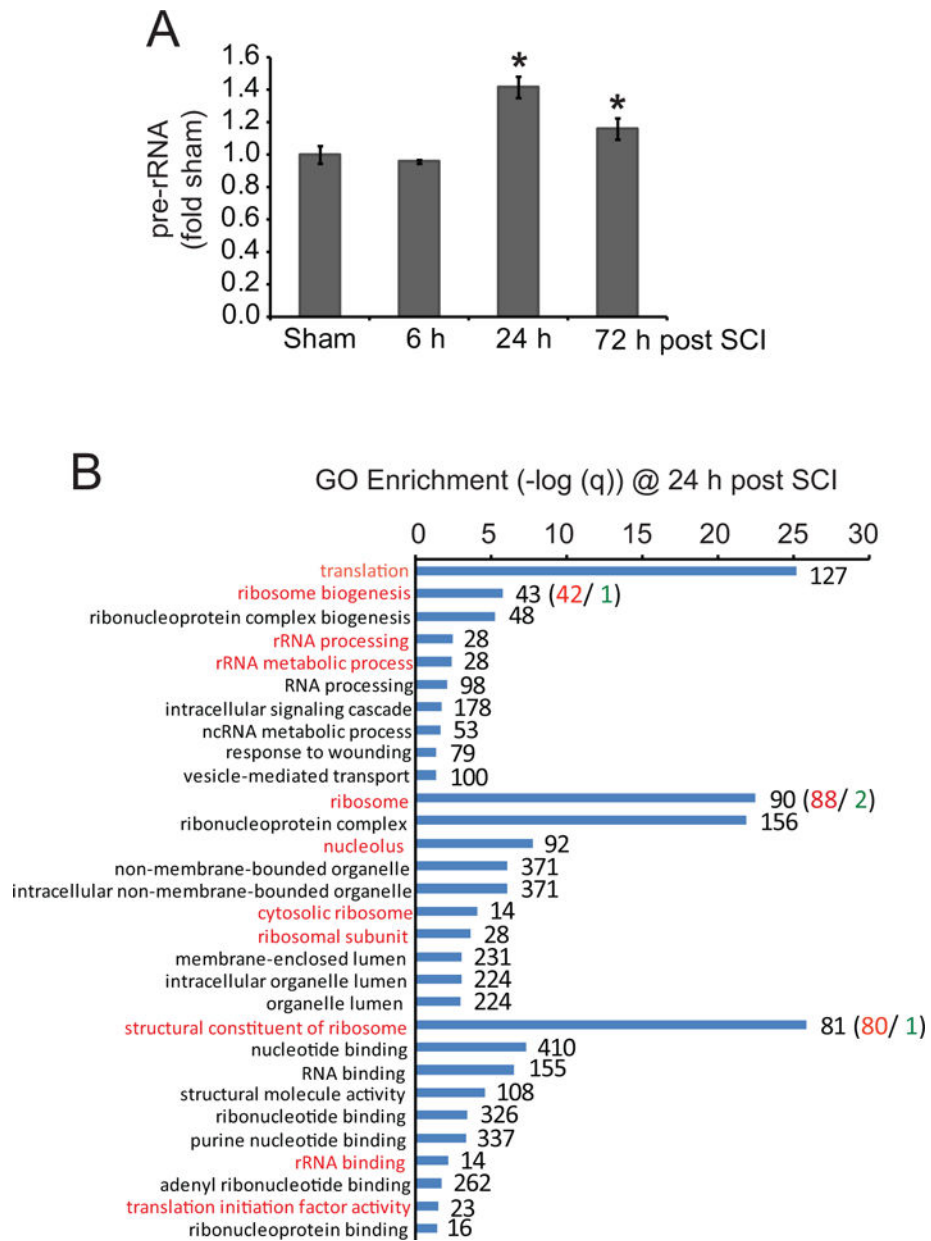 A
pre-rRNA
(fold sham)
1.6
1.4
1.2
1.0
0.8
0.6
0.4
0.2
0.0
*
*
Sham 6 h 24 h 72 h post SCI
B
GO Enrichment (-log (q)) @ 24 h post SCI
0 5 10 15 20 25 30
translation 127
ribosome biogenesis 43 (42/ 1)
ribonucleoprotein complex biogenesis 48
rRNA processing 28
rRNA metabolic process 28
RNA processing 98
intracellular signaling cascade 178
ncRNA metabolic process 53
response to wounding 79
vesicle-mediated transport 100
ribosome 90 (88/ 2)
ribonucleoprotein complex 156
nucleolus 92
non-membrane-bounded organelle 371
intracellular non-membrane-bounded organelle 371
cytosolic ribosome 14
ribosomal subunit 28
membrane-enclosed lumen 231
intracellular organelle lumen 224
organelle lumen 224
structural constituent of ribosome 81 (80/ 1)
nucleotide binding 410
RNA binding 155
structural molecule activity 108
ribonucleotide binding 326
purine nucleotide binding 337
rRNA binding 14
adenyl ribonucleotide binding 262
translation initiation factor activity 23
ribonucleoprotein binding 16